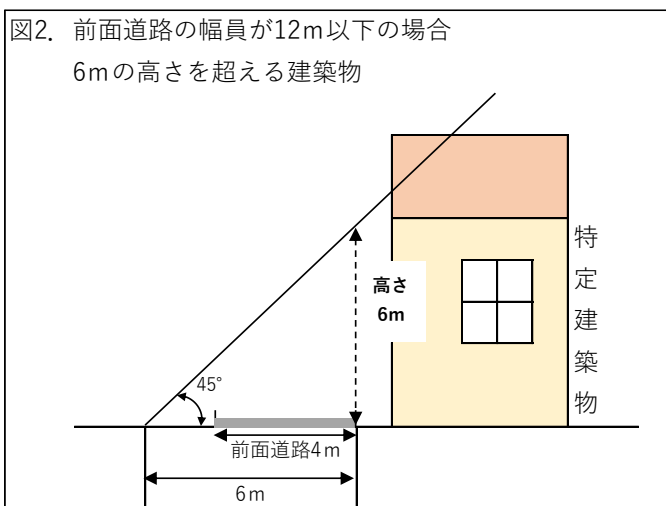 図2. 前面道路の幅員が12m以下の場合
6mの高さを超える建築物
特定建築物
高さ
6m
45°
前面道路4m
6m